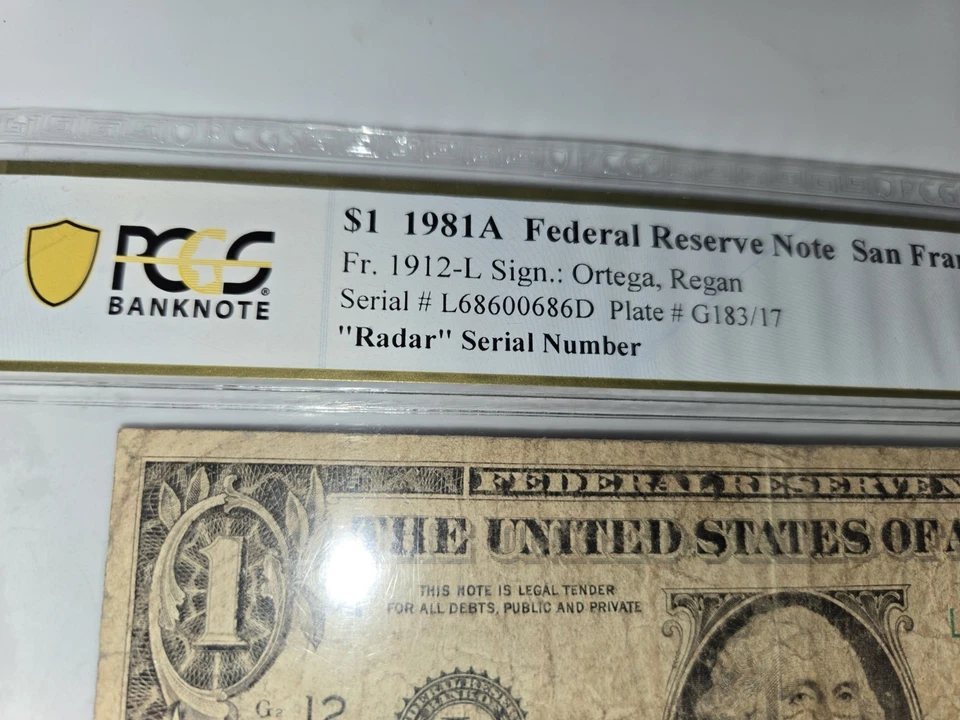 PCGS
BANKNOTE
$1 1981A Federal Reserve Note San Fran
Fr. 1912-L Sign.: Ortega, Regan
Serial # L68600686D Plate # G183/17
"Radar" Serial Number
FEDERAL RESERVE N
THE UNITED STATES OF A
THIS NOTE IS LEGAL TENDER
FOR ALL DEBTS, PUBLIC AND PRIVATE
1
L
G2 12